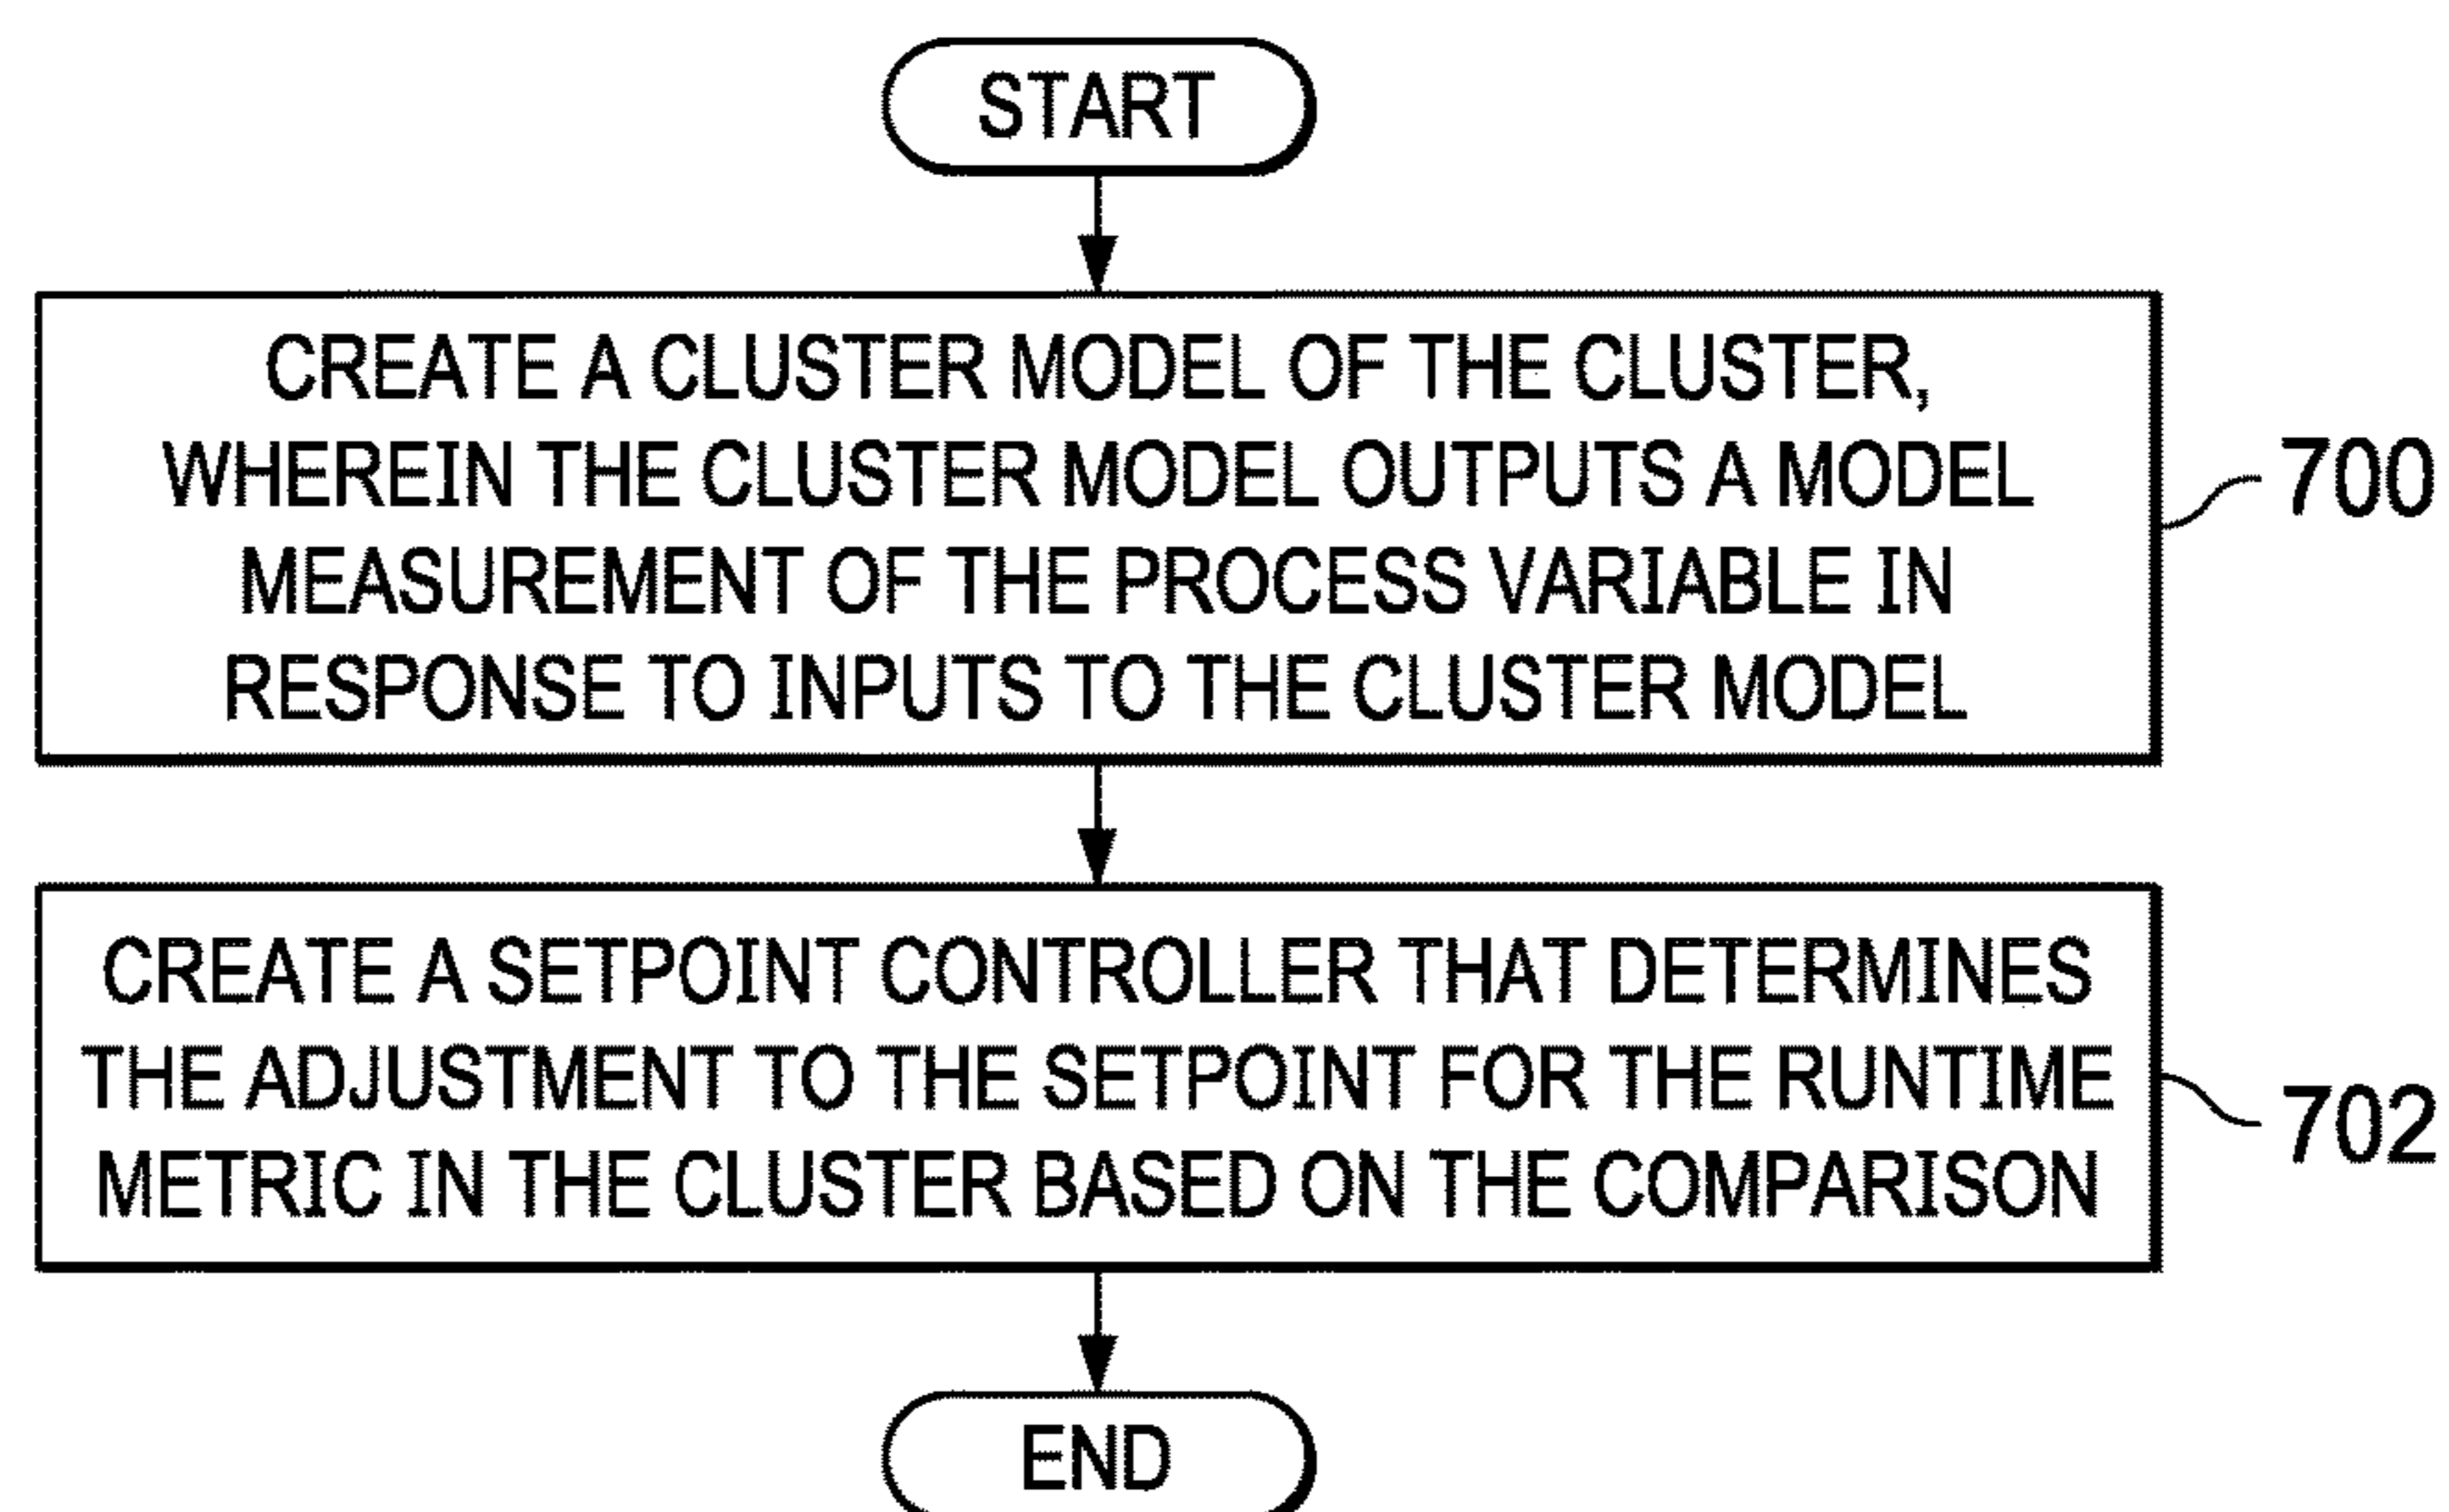 START
CREATE A CLUSTER MODEL OF THE CLUSTER,
WHEREIN THE CLUSTER MODEL OUTPUTS A MODEL
MEASUREMENT OF THE PROCESS VARIABLE IN
RESPONSE TO INPUTS TO THE CLUSTER MODEL
700
CREATE A SETPOINT CONTROLLER THAT DETERMINES
THE ADJUSTMENT TO THE SETPOINT FOR THE RUNTIME
METRIC IN THE CLUSTER BASED ON THE COMPARISON
702
END